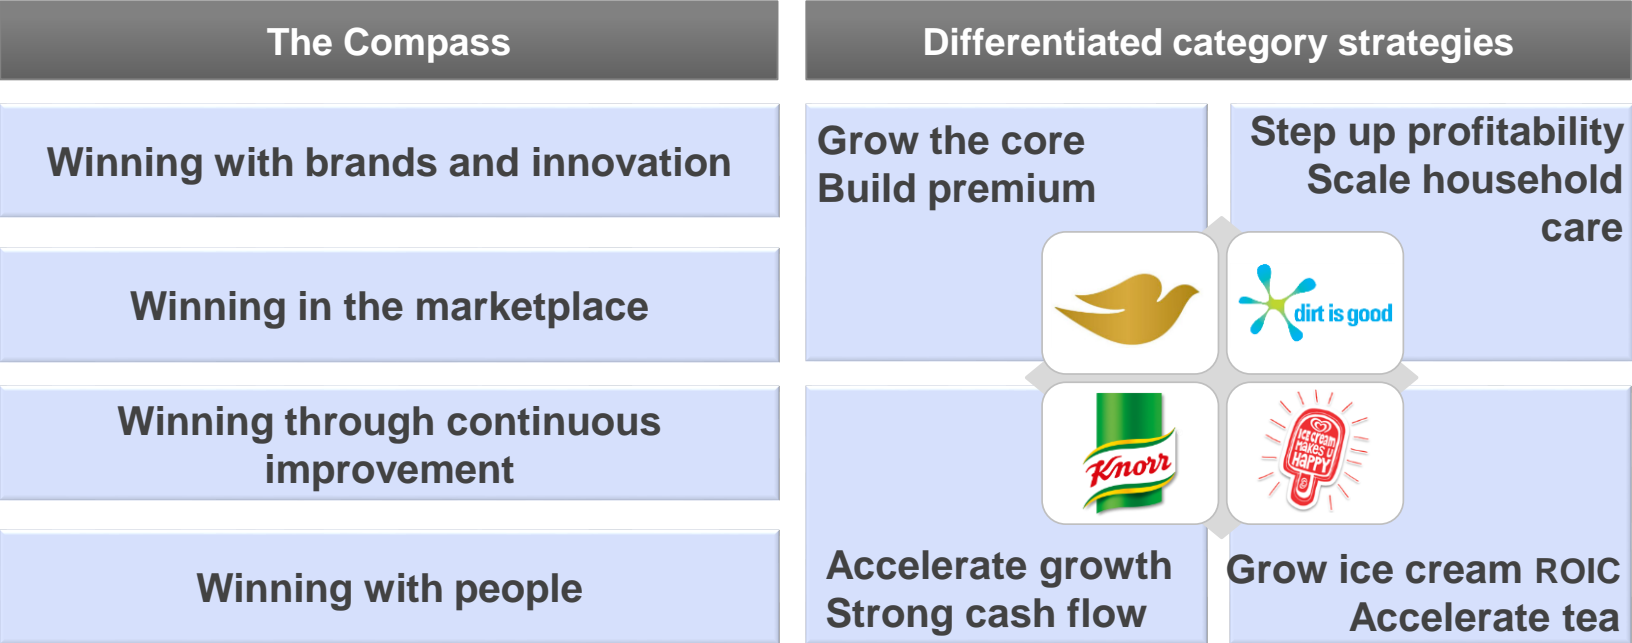 The Compass
Differentiated category strategies
Winning with brands and innovation
Winning in the marketplace
Winning through continuous
improvement
Winning with people
Grow the core
Build premium
Step up profitability
Scale household
care
dirt is good
Knorr
ice cream
makes u
HAPPY
Accelerate growth
Strong cash flow
Grow ice cream ROIC
Accelerate tea